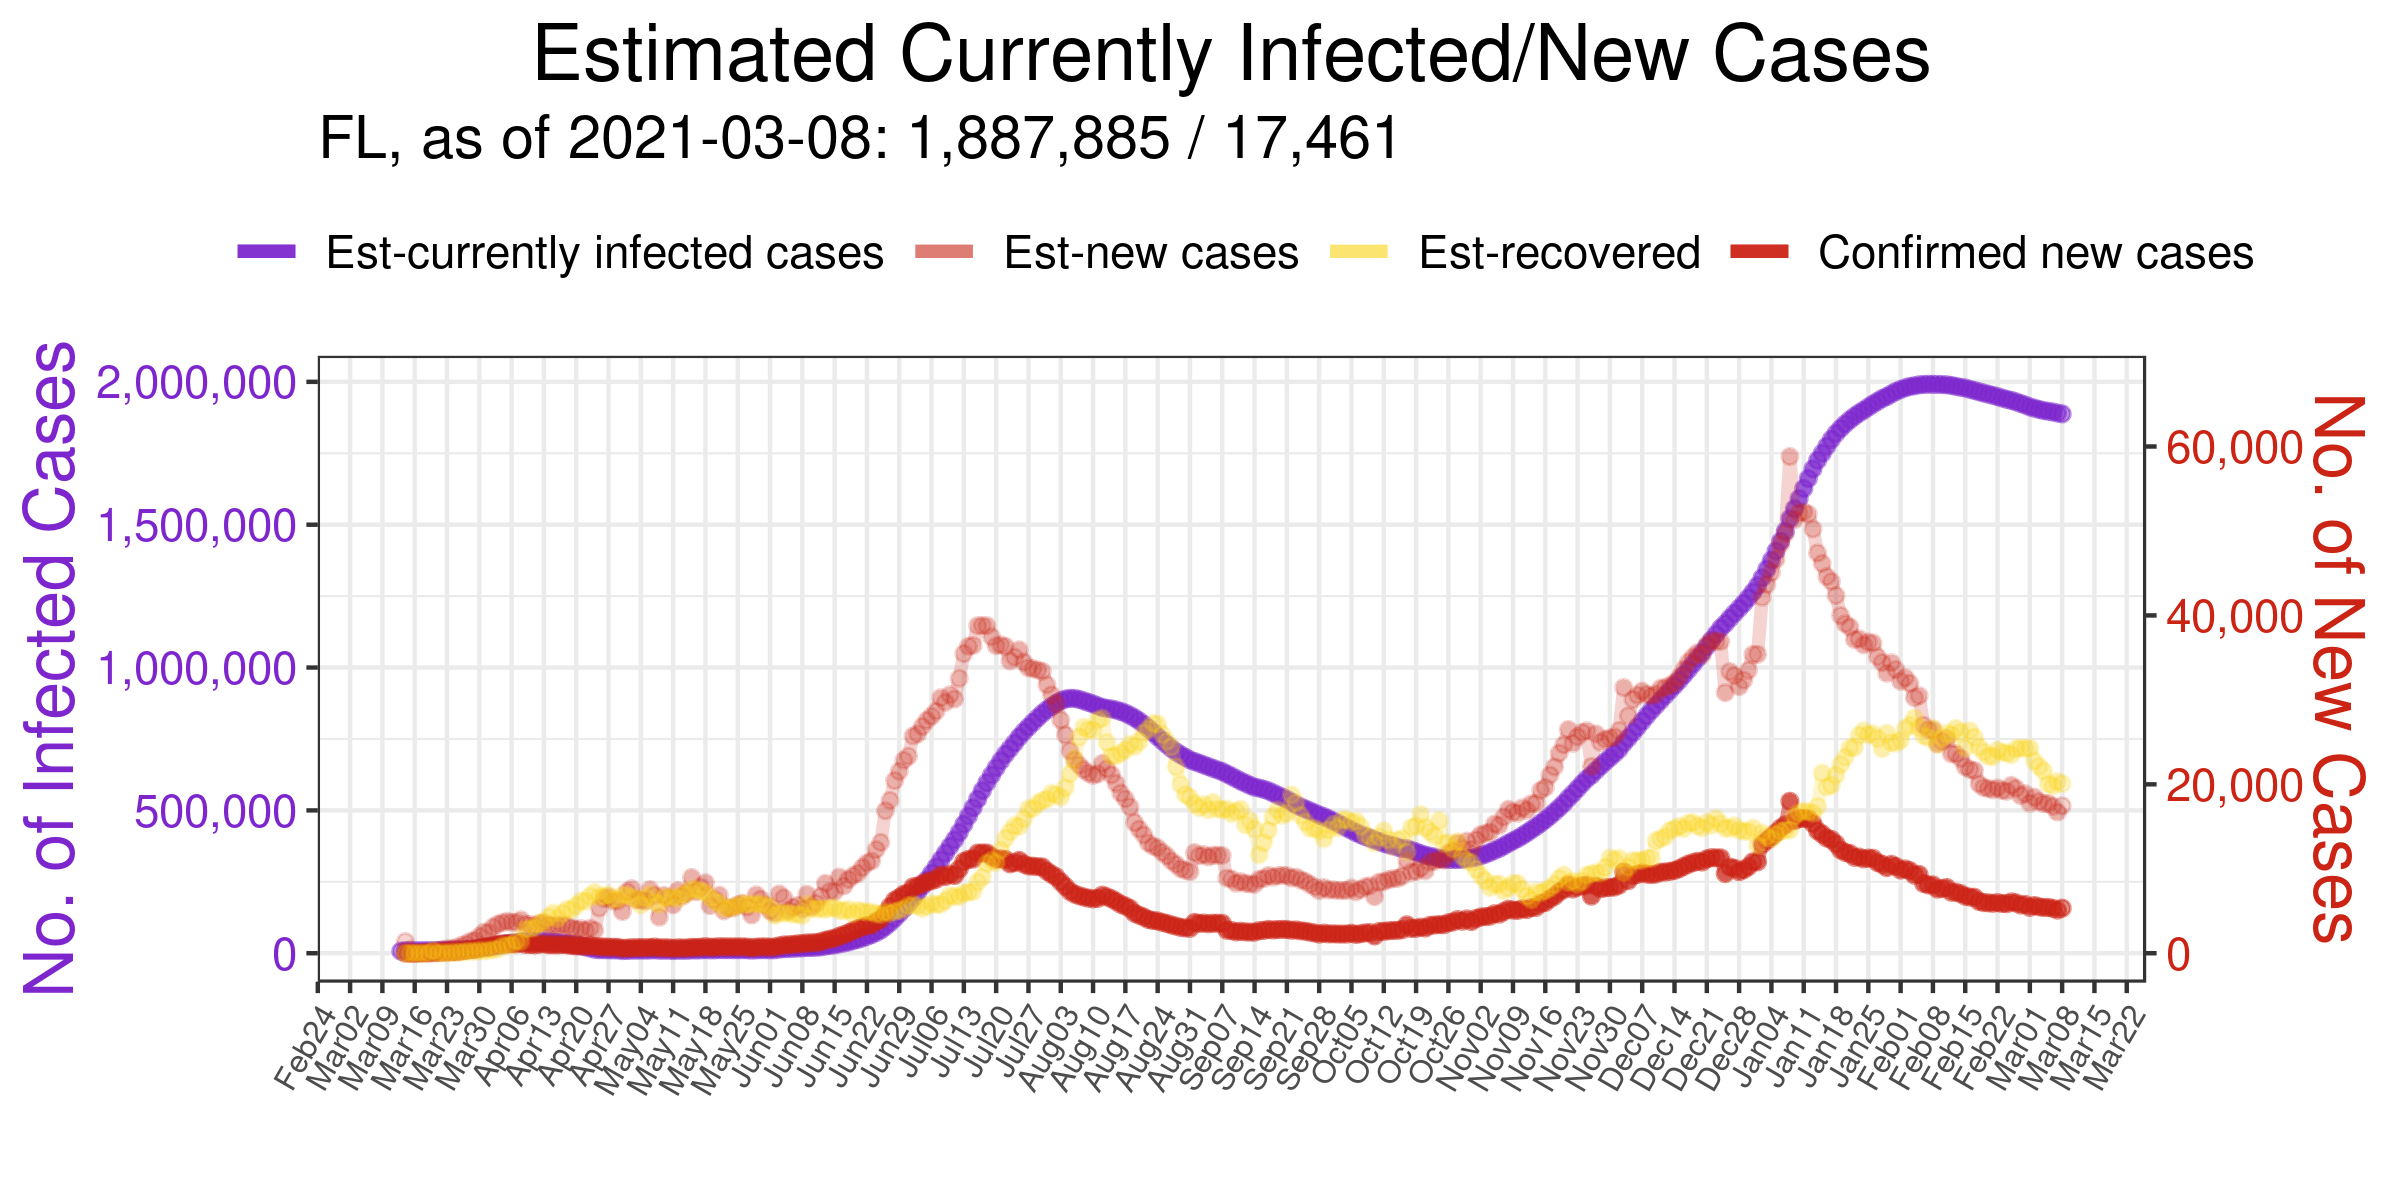 Estimated Currently Infected/New Cases
FL, as of 2021-03-08: 1,887,885 / 17,461
Est-currently infected cases Est-new cases Est-recovered Confirmed new cases
No. of Infected Cases
2,000,000
1,500,000
1,000,000
500,000
0
60,000
40,000
20,000
0
No. of New Cases
Feb24 Mar02 Mar09 Mar16 Mar23 Mar30 Apr06 Apr13 Apr20 Apr27 May04 May11 May18 May25 Jun01 Jun08 Jun15 Jun22 Jun29 Jul06 Jul13 Jul20 Jul27 Aug03 Aug10 Aug17 Aug24 Aug31 Sep07 Sep14 Sep21 Sep28 Oct05 Oct12 Oct19 Oct26 Nov02 Nov09 Nov16 Nov23 Nov30 Dec07 Dec14 Dec21 Dec28 Jan04 Jan11 Jan18 Jan25 Feb01 Feb08 Feb15 Feb22 Mar01 Mar08 Mar15 Mar22